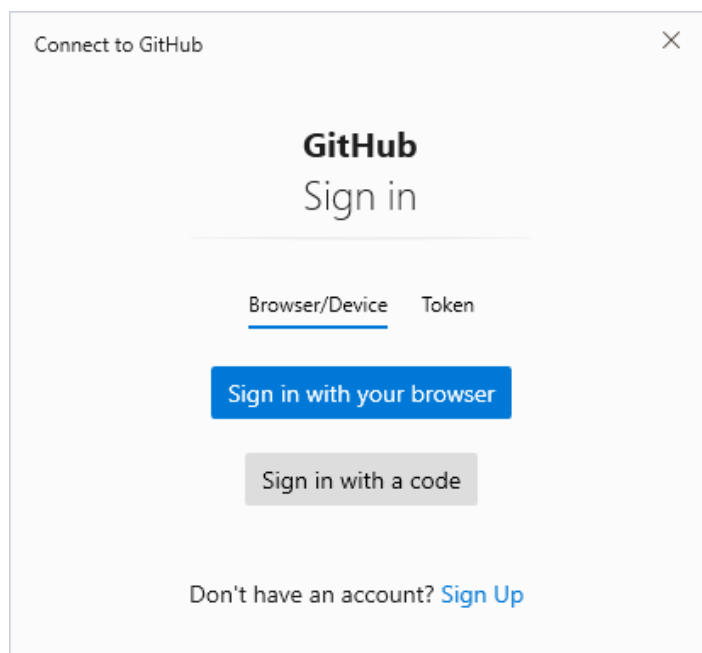 Connect to GitHub
GitHub
Sign in
Browser/Device Token
Sign in with your browser
Sign in with a code
Don't have an account? Sign Up